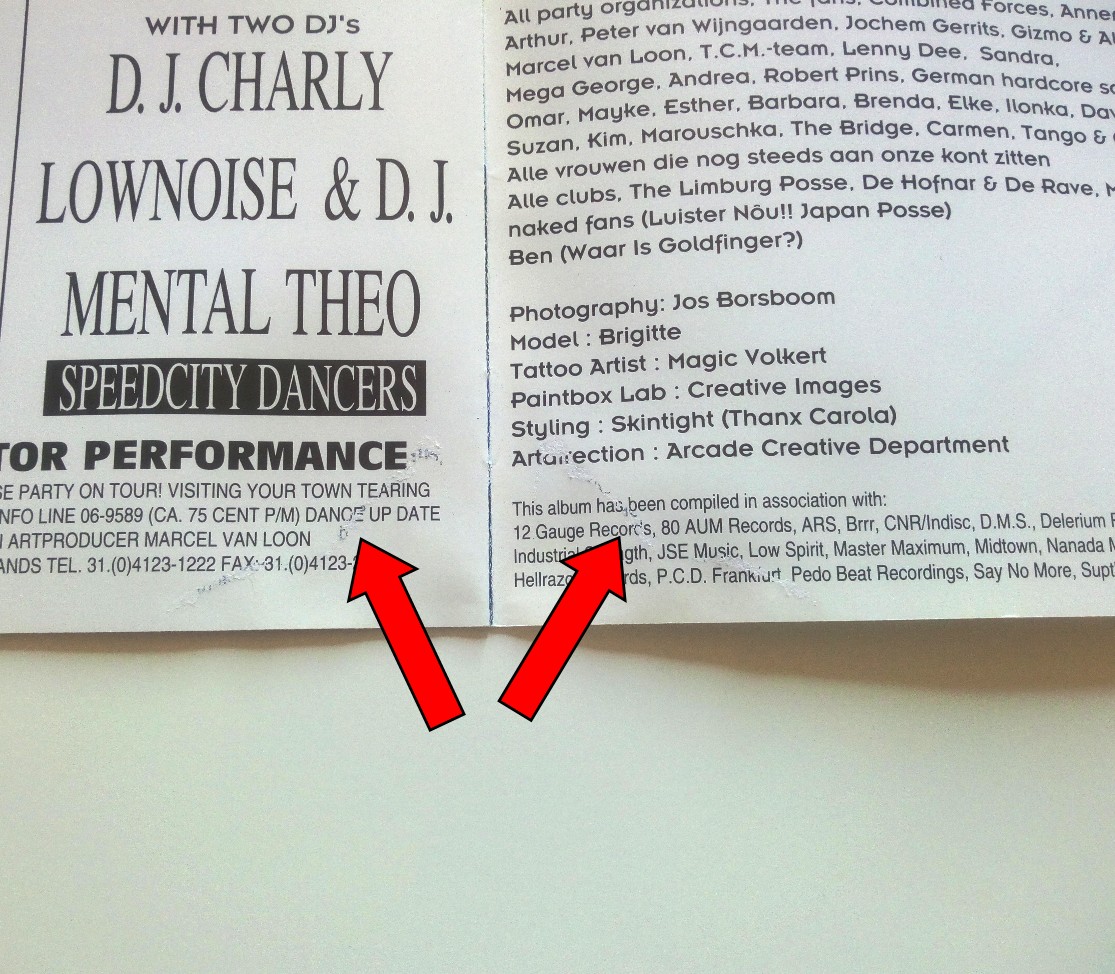 WITH TWO DJ's
D. J. CHARLY
LOWNOISE & D. J.
MENTAL THEO
SPEEDCITY DANCERS
TOR PERFORMANCE
SE PARTY ON TOUR! VISITING YOUR TOWN TEARING
INFO LINE 06-9589 (CA. 75 CENT P/M) DANCE UP DATE
ARTPRODUCER MARCEL VAN LOON
ANDS TEL. 31.(0)4123-1222 FAX 31.(0)4123-
All party organizations, The fans, Combined Forces, Anne
Arthur, Peter van Wijngaarden, Jochem Gerrits, Gizmo &
Marcel van Loon, T.C.M.-team, Lenny Dee, Sandra,
Mega George, Andrea, Robert Prins, German hardcore
Omar, Mayke, Esther, Barbara, Brenda, Elke, Ilonka,
Suzan, Kim, Marouschka, The Bridge, Carmen, Tango &
Alle vrouwen die nog steeds aan onze kont zitten
Alle clubs, The Limburg Posse, De Hofnar & De Rave,
naked fans (Luister Nôu!! Japan Posse)
Ben (Waar Is Goldfinger?)
Photography: Jos Borsboom
Model : Brigitte
Tattoo Artist : Magic Volkert
Paintbox Lab : Creative Images
Styling : Skintight (Thanx Carola)
Artdirection : Arcade Creative Department
This album has been compiled in association with:
12 Gauge Records, 80 AUM Records, ARS, Brrr, CNR/Indisc, D.M.S., Delerium
JSE Music, Low Spirit, Master Maximum, Midtown, Nanada
P.C.D. Frankfurt Pedo Beat Recordings, Say No More,